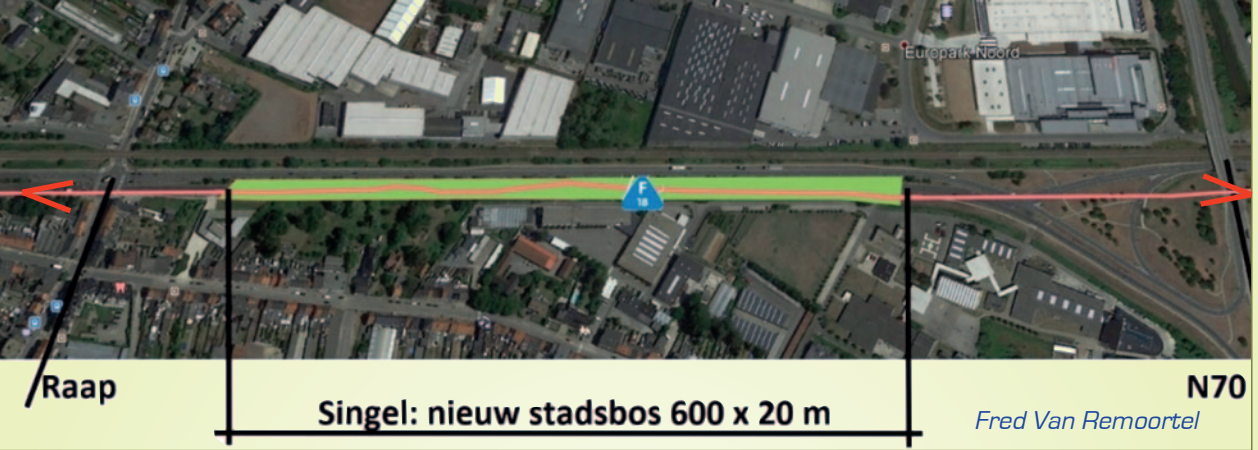 Europark Noord
F
18
Raap
N70
Singel: nieuw stadsbos 600 x 20 m
Fred Van Remoortel